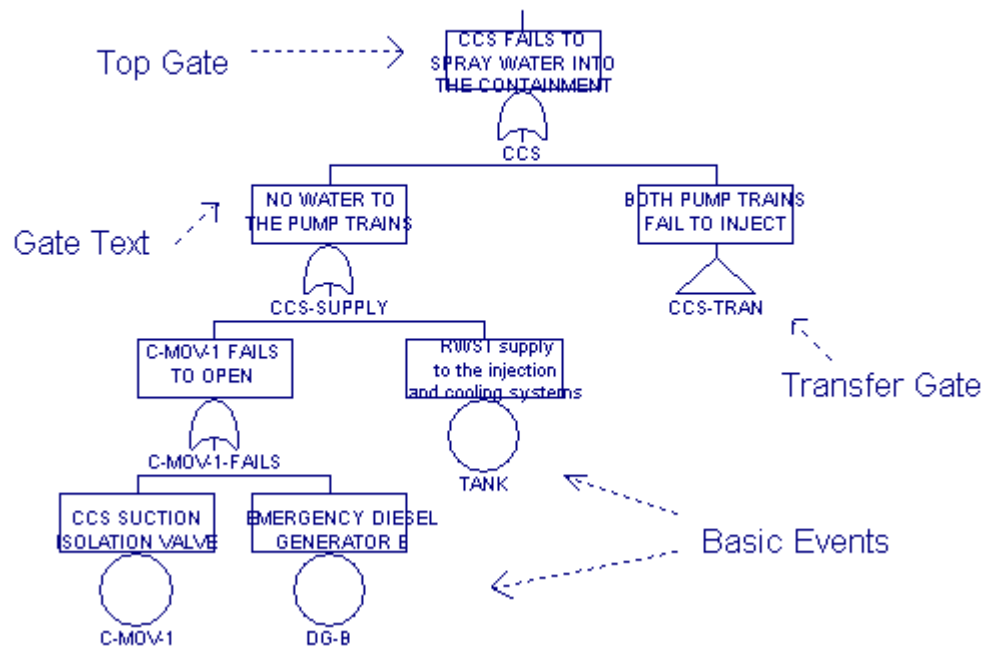 CCS FAILS TO
SPRAY WATER INTO
THE CONTAINMENT
Top Gate
CCS
NO WATER TO
THE PUMP TRAINS
BOTH PUMP TRAINS
FAIL TO INJECT
Gate Text
CCS-SUPPLY
CCS-TRAN
C-MOV-1 FAILS
TO OPEN
RWST supply
to the injection
and cooling systems
Transfer Gate
C-MOV-1-FAILS
TANK
CCS SUCTION
ISOLATION VALVE
EMERGENCY DIESEL
GENERATOR B
Basic Events
C-MOV-1
DG-B